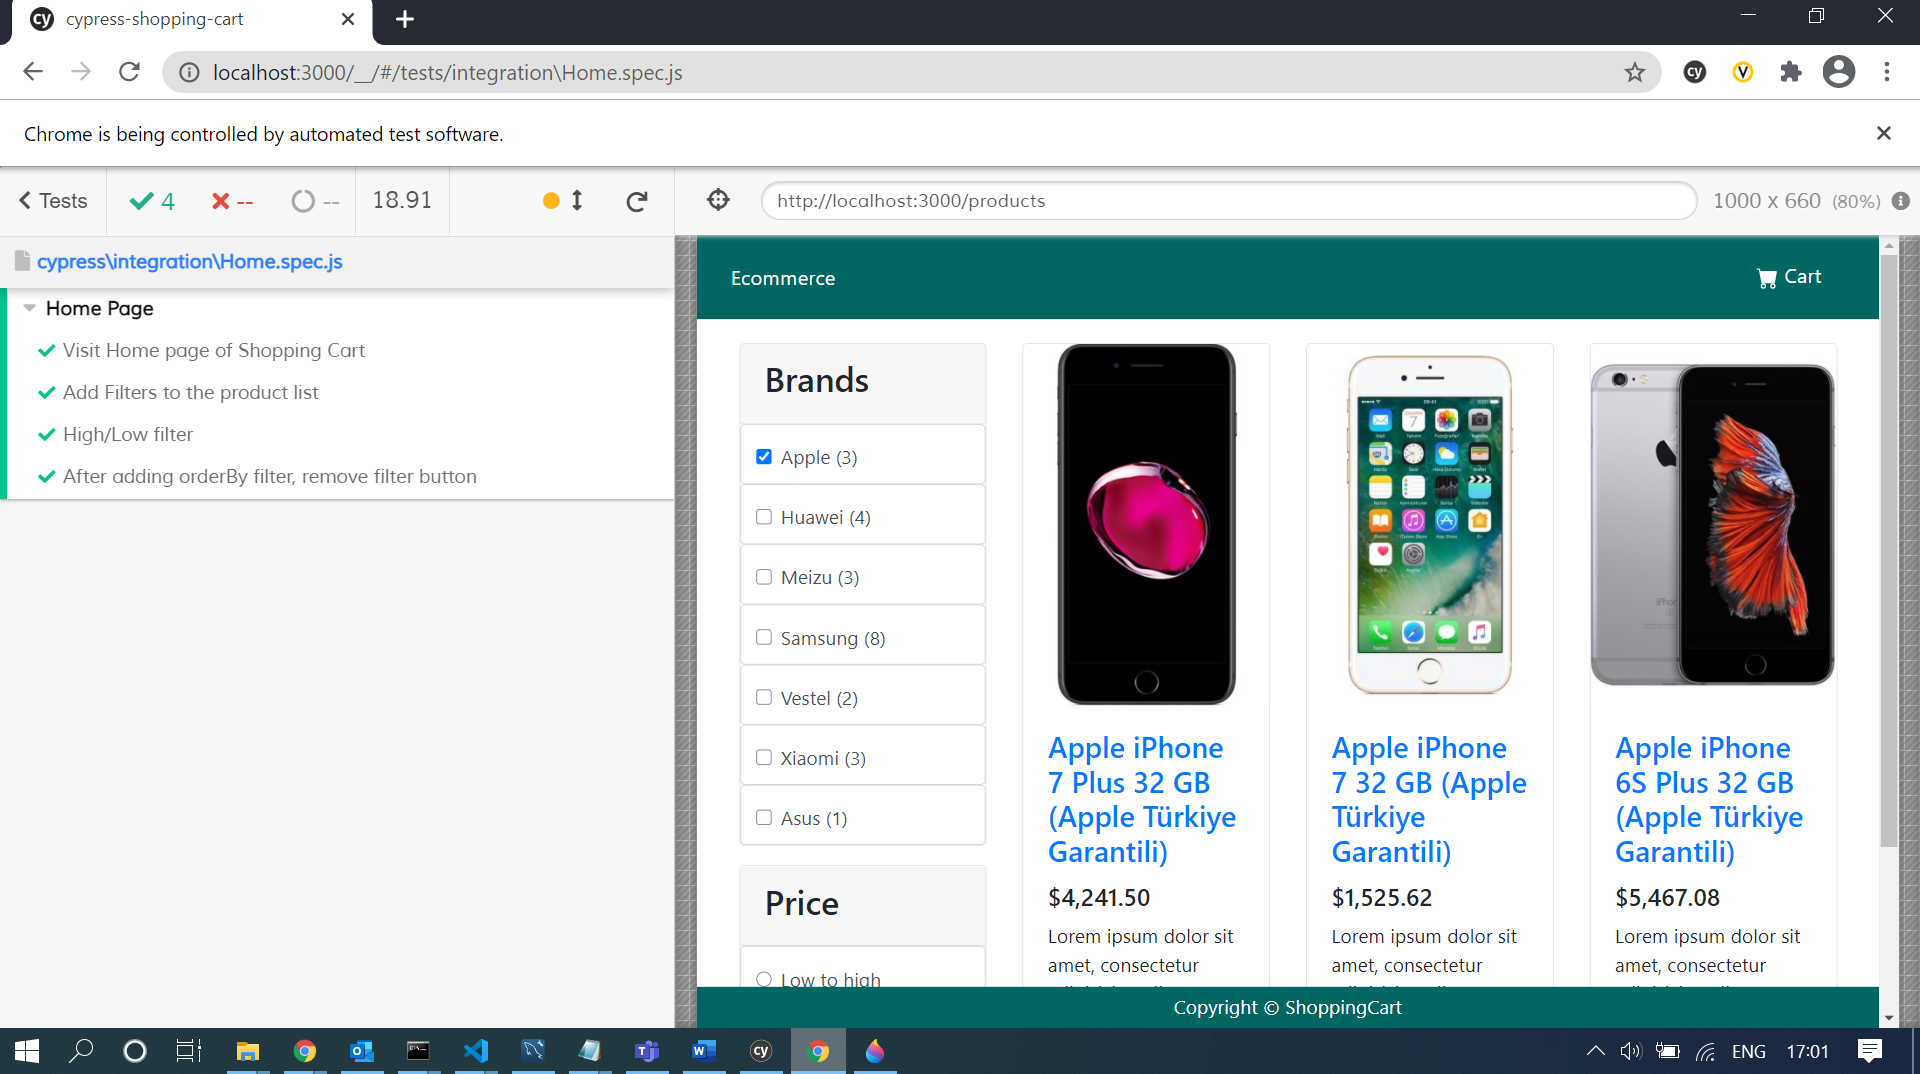 cy cypress-shopping-cart
localhost:3000/__/#/tests/integration\Home.spec.js
cy
V
Chrome is being controlled by automated test software.
Tests
4
--
--
18.91
http://localhost:3000/products
1000 x 660 (80%)
cypress\integration\Home.spec.js
Home Page
Visit Home page of Shopping Cart
Add Filters to the product list
High/Low filter
After adding orderBy filter, remove filter button
Ecommerce
Cart
Brands
Apple (3)
Huawei (4)
Meizu (3)
Samsung (8)
Vestel (2)
Xiaomi (3)
Asus (1)
Price
Low to high
Apple iPhone
7 Plus 32 GB
(Apple Türkiye
Garantili)
$4,241.50
Lorem ipsum dolor sit
amet, consectetur
Apple iPhone
7 32 GB (Apple
Türkiye
Garantili)
$1,525.62
Lorem ipsum dolor sit
amet, consectetur
Apple iPhone
6S Plus 32 GB
(Apple Türkiye
Garantili)
$5,467.08
Lorem ipsum dolor sit
amet, consectetur
Copyright © ShoppingCart
cy
ENG
17:01